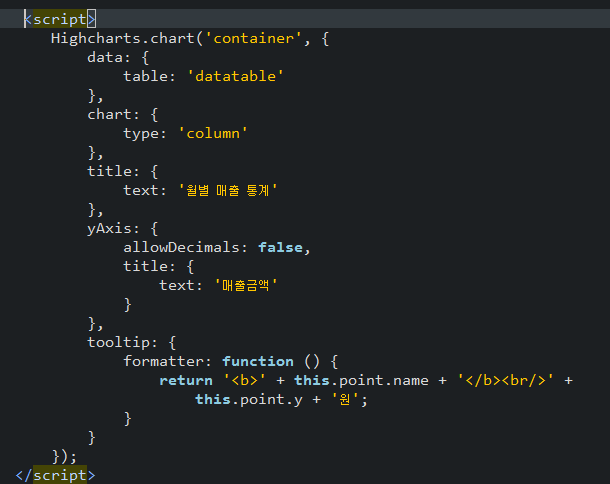 <script>
Highcharts.chart('container', {
data: {
table: 'datatable'
},
chart: {
type: 'column'
},
title: {
text: '월별 매출 통계'
},
yAxis: {
allowDecimals: false,
title: {
text: '매출금액'
}
},
tooltip: {
formatter: function () {
return '<b>' + this.point.name + '</b><br/>' +
this.point.y + '원';
}
}
});
</script>